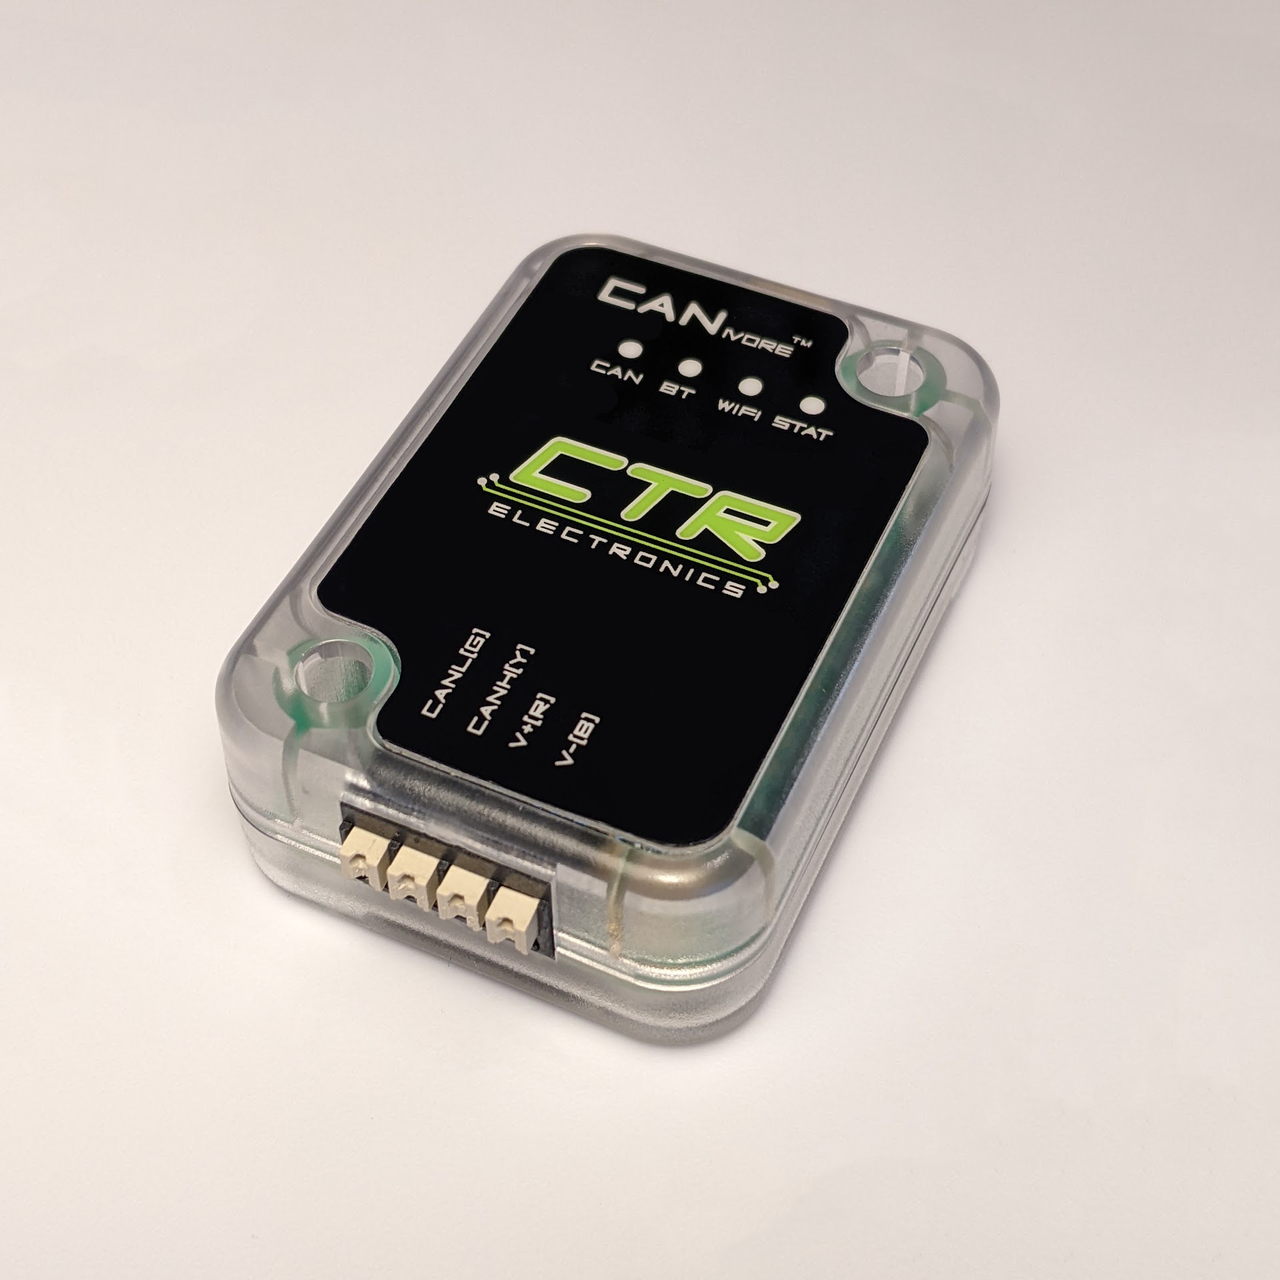 CANIVORE™
CAN BT WIFI STAT
CTR
ELECTRONICS
CANL[G]
CANH[Y]
V+[R]
V-[B]